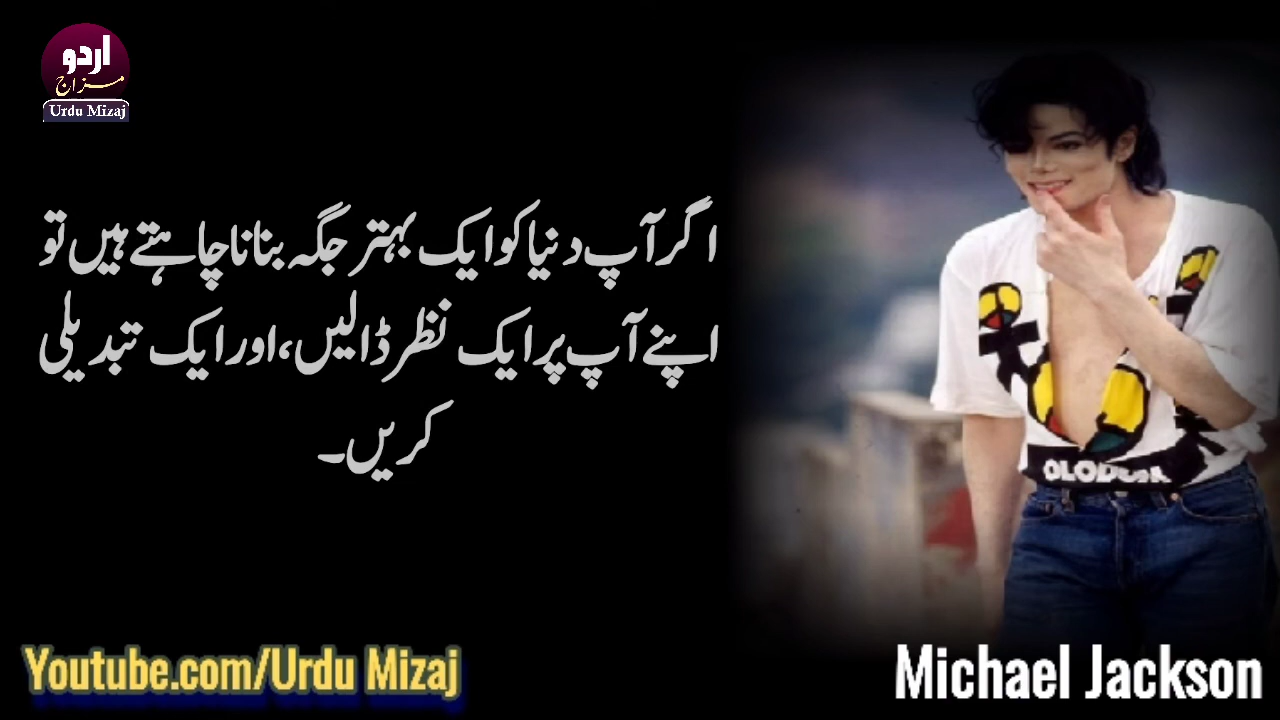 اردو
مزاج
Urdu Mizaj
اگر آپ دنیا کو ایک بہتر جگہ بنانا چاہتے ہیں تو
اپنے آپ پر ایک نظر ڈالیں، اور ایک تبدیلی
کریں۔
OLODUM
Youtube.com/Urdu Mizaj
Michael Jackson